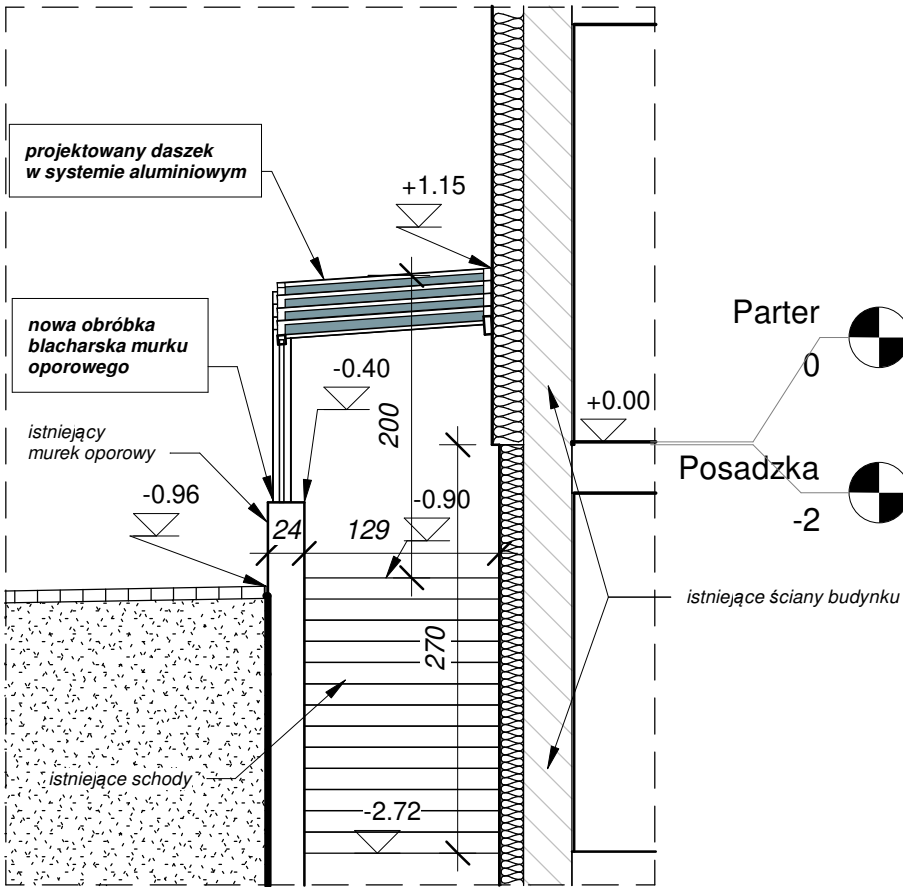 projektowany daszek
w systemie aluminiowym
+1.15
nowa obróbka
blacharska murku
oporowego
Parter
0
-0.40
+0.00
200
istniejący
murek oporowy
Posadzka
-2
-0.96
-0.90
24
129
istniejące ściany budynku
270
istniejące schody
-2.72